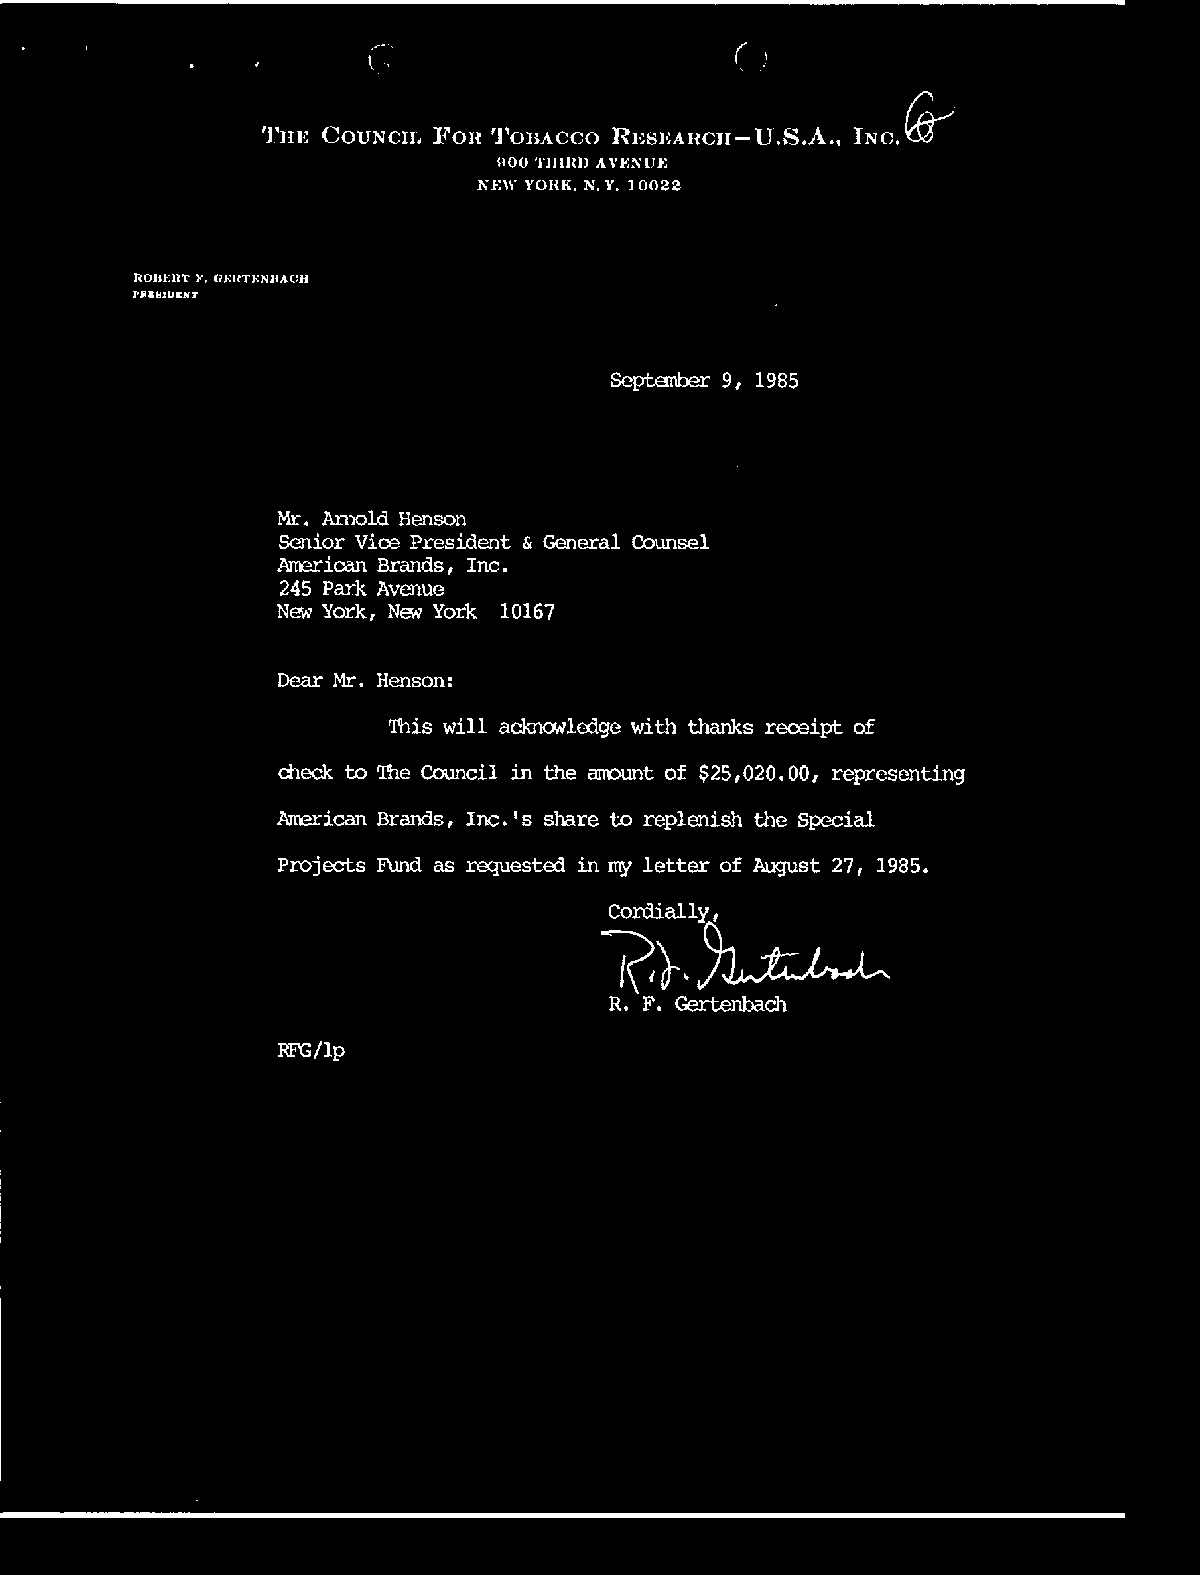 THE COUNCIL FOR TOBACCO RESEARCH—U.S.A., INC.
900 THIRD AVENUE
NEW YORK, N.Y. 10022
ROBERT F. GERTENBACH
PRESIDENT
September 9, 1985
Mr. Arnold Henson
Senior Vice President & General Counsel
American Brands, Inc.
245 Park Avenue
New York, New York 10167
Dear Mr. Henson:
This will acknowledge with thanks receipt of
check to The Council in the amount of $25,020.00, representing
American Brands, Inc.'s share to replenish the Special
Projects Fund as requested in my letter of August 27, 1985.
Cordially,
R.F. Gertenbach
R. F. Gertenbach
RFG/lp